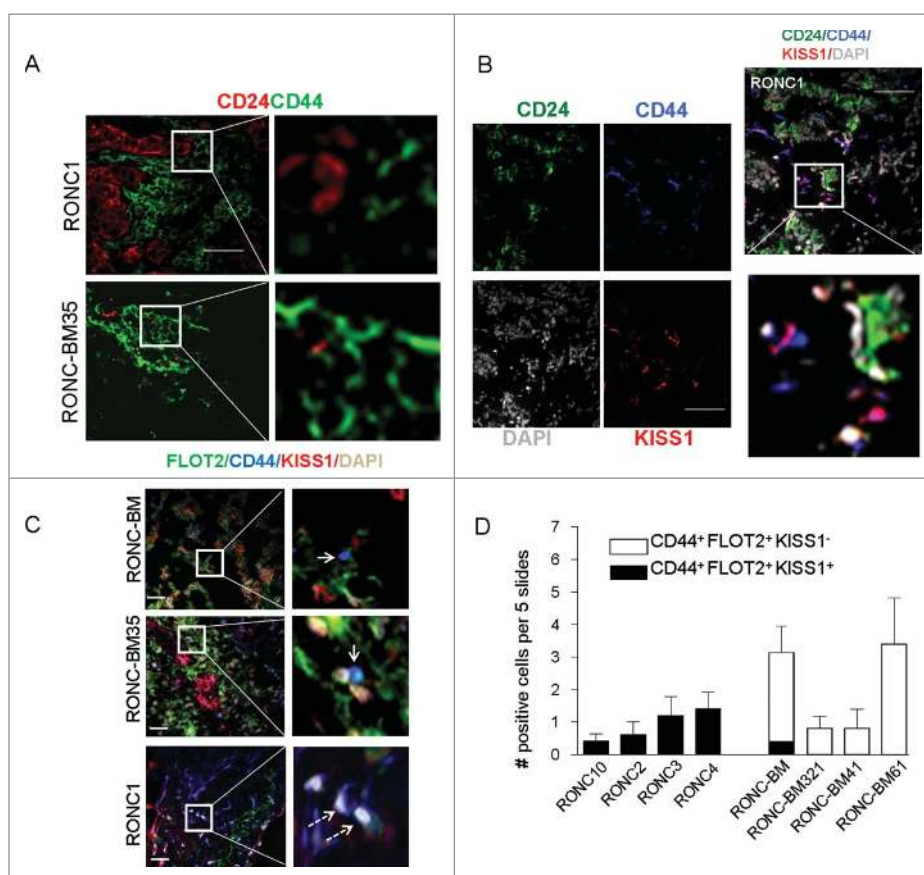 A
CD24CD44
RONC1
RONC-BM35
B
CD24/CD44/
KISS1/DAPI
RONC1
CD24
CD44
DAPI
KISS1
C
FLOT2/CD44/KISS1/DAPI
RONC-BM
RONC-BM35
RONC1
D
# positive cells per 5 slides
7
6
5
4
3
2
1
0
CD44+FLOT2+KISS1-
CD44+FLOT2+KISS1+
RONC10
RONC2
RONC3
RONC4
RONC-BM
RONC-BM321
RONC-BM41
RONC-BM61